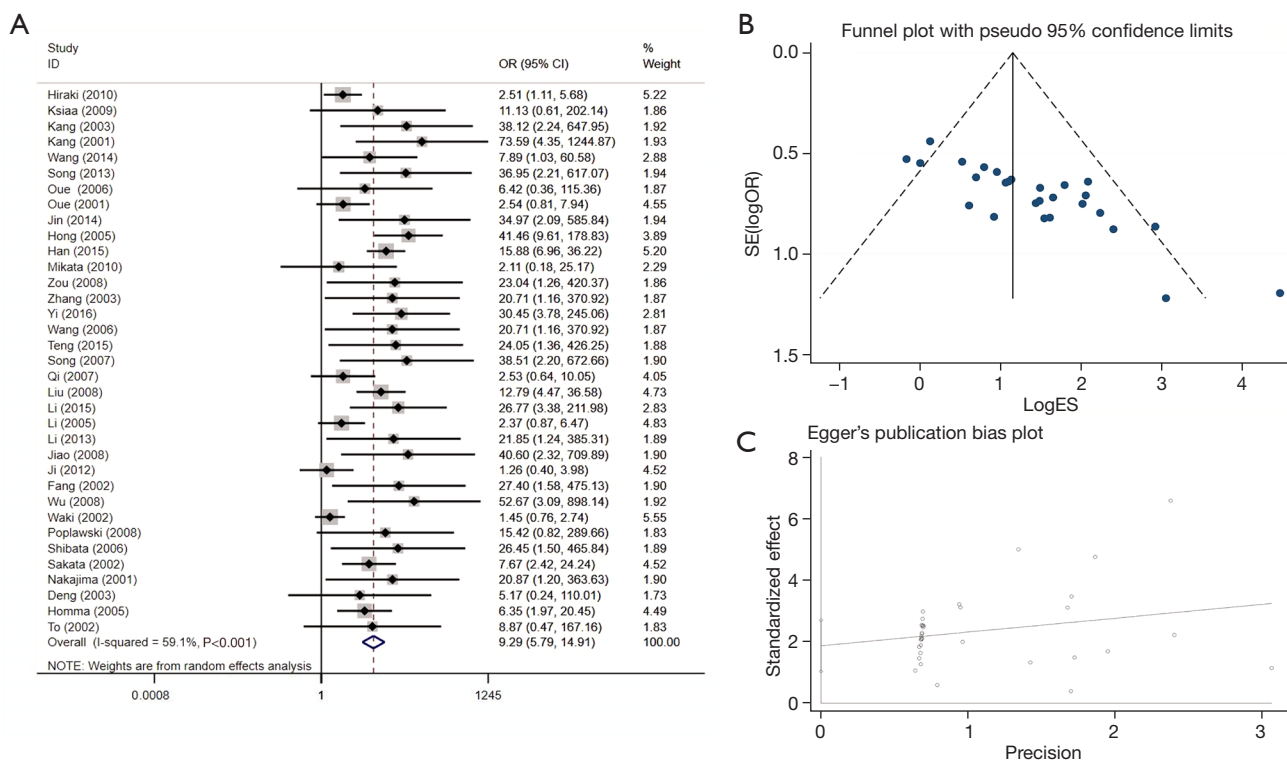 A
Study
ID
OR (95% CI)
%
Weight
Hiraki (2010) 2.51 (1.11, 5.68) 5.22
Ksiaa (2009) 11.13 (0.61, 202.14) 1.86
Kang (2003) 38.12 (2.24, 647.95) 1.92
Kang (2001) 73.59 (4.35, 1244.87) 1.93
Wang (2014) 7.89 (1.03, 60.58) 2.88
Song (2013) 36.95 (2.21, 617.07) 1.94
Oue (2006) 6.42 (0.36, 115.36) 1.87
Oue (2001) 2.54 (0.81, 7.94) 4.55
Jin (2014) 34.97 (2.09, 585.84) 1.94
Hong (2005) 41.46 (9.61, 178.83) 3.89
Han (2015) 15.88 (6.96, 36.22) 5.20
Mikata (2010) 2.11 (0.18, 25.17) 2.29
Zou (2008) 23.04 (1.26, 420.37) 1.86
Zhang (2003) 20.71 (1.16, 370.92) 1.87
Yi (2016) 30.45 (3.78, 245.06) 2.81
Wang (2006) 20.71 (1.16, 370.92) 1.87
Teng (2015) 24.05 (1.36, 426.25) 1.88
Song (2007) 38.51 (2.20, 672.66) 1.90
Qi (2007) 2.53 (0.64, 10.05) 4.05
Liu (2008) 12.79 (4.47, 36.58) 4.73
Li (2015) 26.77 (3.38, 211.98) 2.83
Li (2005) 2.37 (0.87, 6.47) 4.83
Li (2013) 21.85 (1.24, 385.31) 1.89
Jiao (2008) 40.60 (2.32, 709.89) 1.90
Ji (2012) 1.26 (0.40, 3.98) 4.52
Fang (2002) 27.40 (1.58, 475.13) 1.90
Wu (2008) 52.67 (3.09, 898.14) 1.92
Waki (2002) 1.45 (0.76, 2.74) 5.55
Poplawski (2008) 15.42 (0.82, 289.66) 1.83
Shibata (2006) 26.45 (1.50, 465.84) 1.89
Sakata (2002) 7.67 (2.42, 24.24) 4.52
Nakajima (2001) 20.87 (1.20, 363.63) 1.90
Deng (2003) 5.17 (0.24, 110.01) 1.73
Homma (2005) 6.35 (1.97, 20.45) 4.49
To (2002) 8.87 (0.47, 167.16) 1.83
Overall (I-squared = 59.1%, P<0.001) 9.29 (5.79, 14.91) 100.00
NOTE: Weights are from random effects analysis
0.0008 1 1245
B
Funnel plot with pseudo 95% confidence limits
SE(logOR)
0.0
0.5
1.0
1.5
−1 0 1 2 3 4
LogES
C
Egger's publication bias plot
Standardized effect
8
6
4
2
0
0 1 2 3
Precision